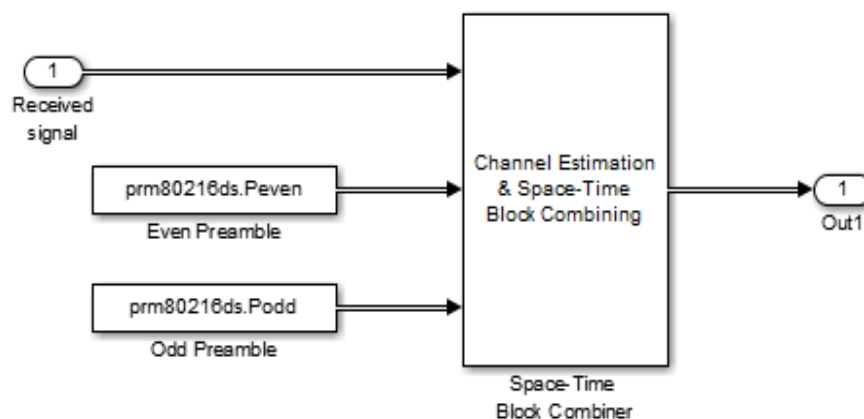 1
Received
signal
prm80216ds.Peven
Even Preamble
prm80216ds.Podd
Odd Preamble
Channel Estimation
& Space-Time
Block Combining
Space-Time
Block Combiner
1
Out1